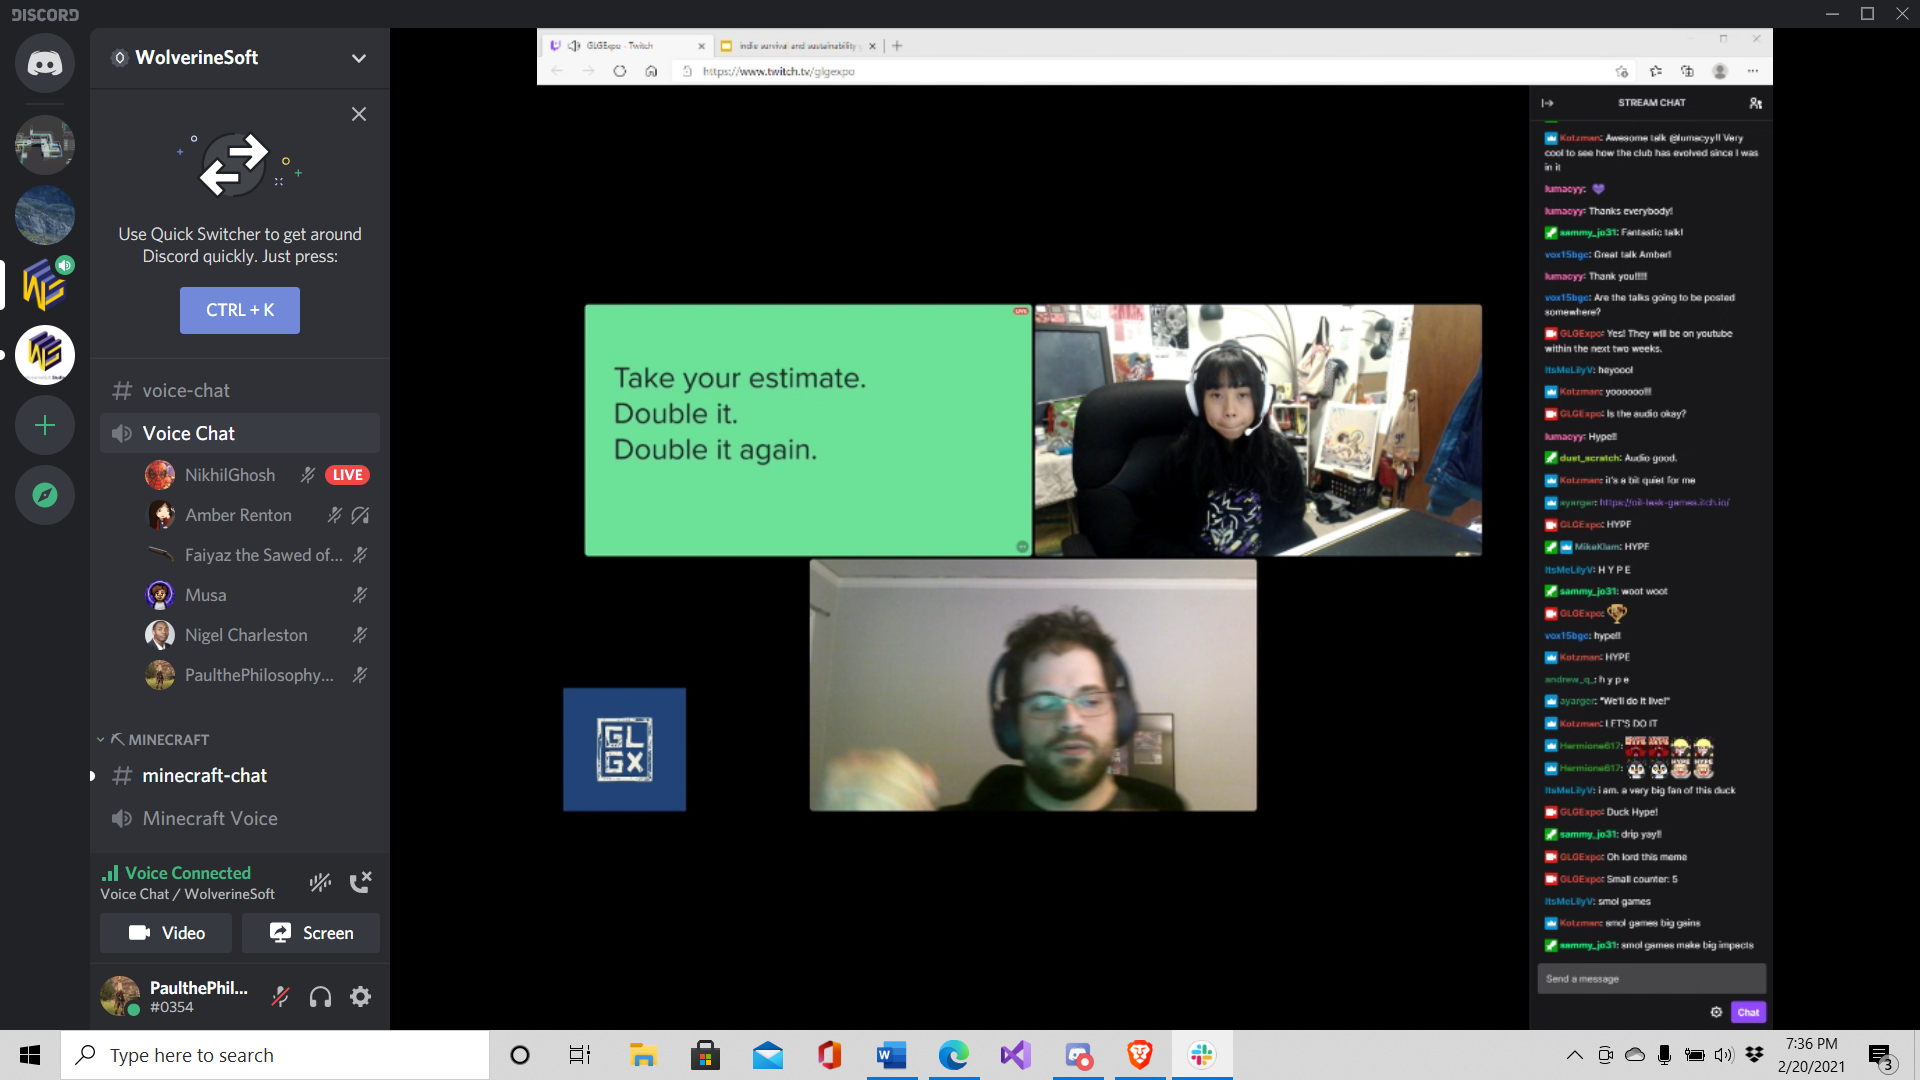 DISCORD
WolverineSoft
Use Quick Switcher to get around
Discord quickly. Just press:
CTRL + K
voice-chat
Voice Chat
NikhilGhosh
LIVE
Amber Renton
Faiyaz the Sawed of...
Musa
Nigel Charleston
PaulthePhilosophy...
MINECRAFT
minecraft-chat
Minecraft Voice
Voice Connected
Voice Chat / WolverineSoft
Video
Screen
PaulthePhil...
#0354
GLGExpo - Twitch
indie survival and sustainability
https://www.twitch.tv/glgexpo
LIVE
Take your estimate.
Double it.
Double it again.
GL
GX
STREAM CHAT
Kotzman: Awesome talk @lumacyy!! Very
cool to see how the club has evolved since I was
in it
lumacyy:
lumacyy: Thanks everybody!
sammy_jo31: Fantastic talk!
vox15bgc: Great talk Amber!
lumacyy: Thank you!!!!!
vox15bgc: Are the talks going to be posted
somewhere?
GLGExpo: Yes! They will be on youtube
within the next two weeks.
ItsMeLilyV: heyooo!
Kotzman: yoooooo!!!
GLGExpo: Is the audio okay?
lumacyy: Hype!!
dust_scratch: Audio good.
Kotzman: it's a bit quiet for me
ayarger: https://oil-leak-games.itch.io/
GLGExpo: HYPE
MikeKlam: HYPE
ItsMeLilyV: H Y P E
sammy_jo31: woot woot
GLGExpo:
vox15bgc: hype!!
Kotzman: HYPE
andrew_q_: h y p e
ayarger: "We'll do it live!"
Kotzman: LET'S DO IT
Hermione617:
Hermione617:
ItsMeLilyV: i am. a very big fan of this duck
GLGExpo: Duck Hype!
sammy_jo31: drip yay!!
GLGExpo: Oh lord this meme
GLGExpo: Small counter: 5
ItsMeLilyV: smol games
Kotzman: smol games big gains
sammy_jo31: smol games make big impacts
Send a message
Chat
Type here to search
7:36 PM
2/20/2021
3